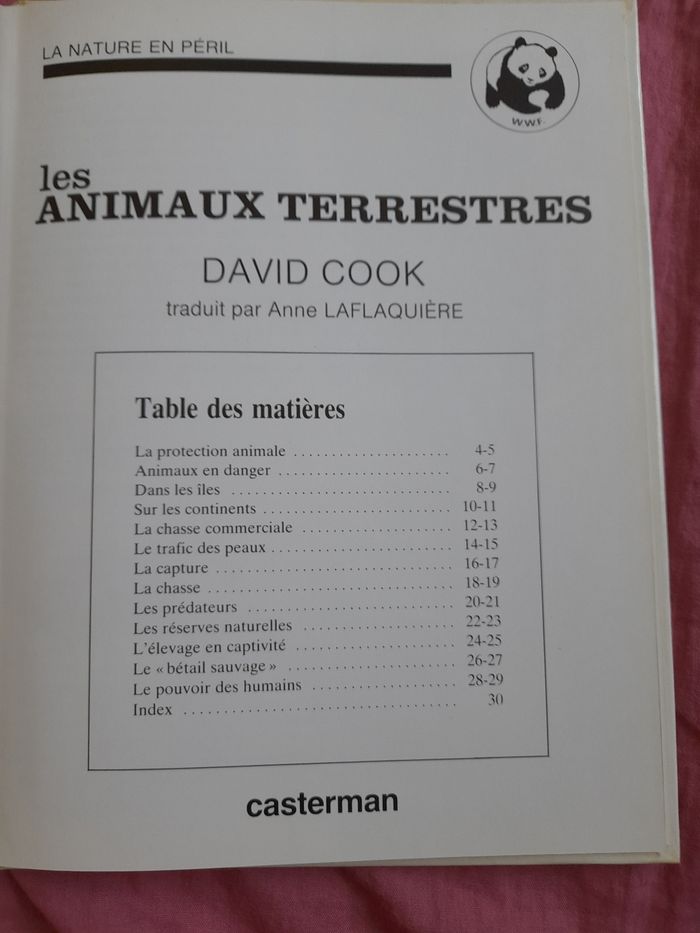 LA NATURE EN PÉRIL
W.W.F.
les
ANIMAUX TERRESTRES
DAVID COOK
traduit par Anne LAFLAQUIÈRE
Table des matières
La protection animale ..................... 4-5
Animaux en danger ....................... 6-7
Dans les îles ............................. 8-9
Sur les continents ......................... 10-11
La chasse commerciale .................... 12-13
Le trafic des peaux ........................ 14-15
La capture ................................ 16-17
La chasse ................................. 18-19
Les prédateurs ............................ 20-21
Les réserves naturelles ..................... 22-23
L'élevage en captivité ...................... 24-25
Le « bétail sauvage » ....................... 26-27
Le pouvoir des humains ................... 28-29
Index .................................... 30
casterman